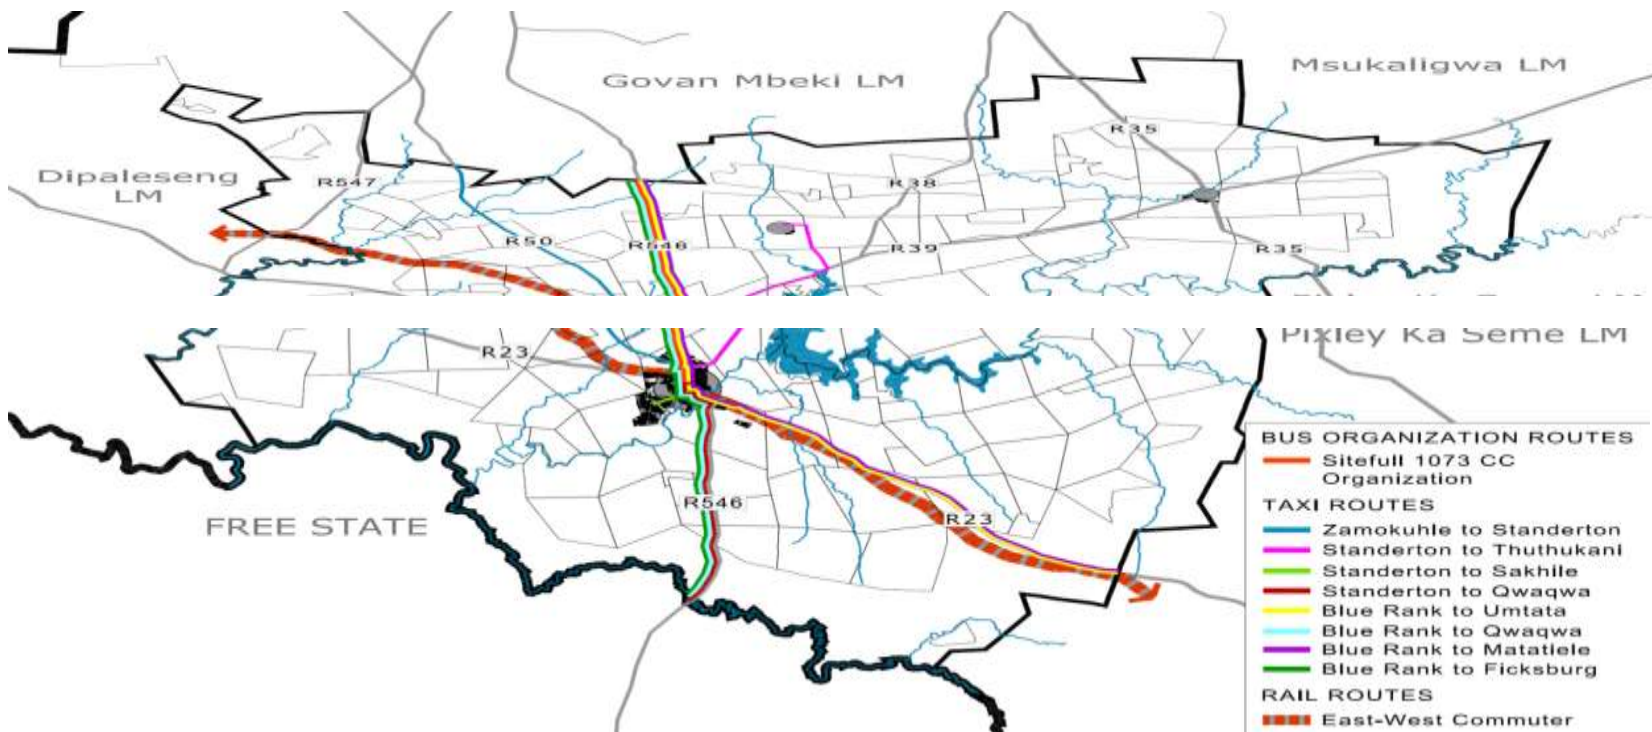 Govan Mbeki LM
Msukaligwa LM
R35
Dipaleseng
LM
R547
R38
R50
R546
R39
R35
Pixley Ka Seme LM
R23
BUS ORGANIZATION ROUTES
Sitefull 1073 CC
Organization
TAXI ROUTES
R546
R23
FREE STATE
Zamokuhle to Standerton
Standerton to Thuthukani
Standerton to Sakhile
Standerton to Qwaqwa
Blue Rank to Umtata
Blue Rank to Qwaqwa
Blue Rank to Matatiele
Blue Rank to Ficksburg
RAIL ROUTES
East-West Commuter